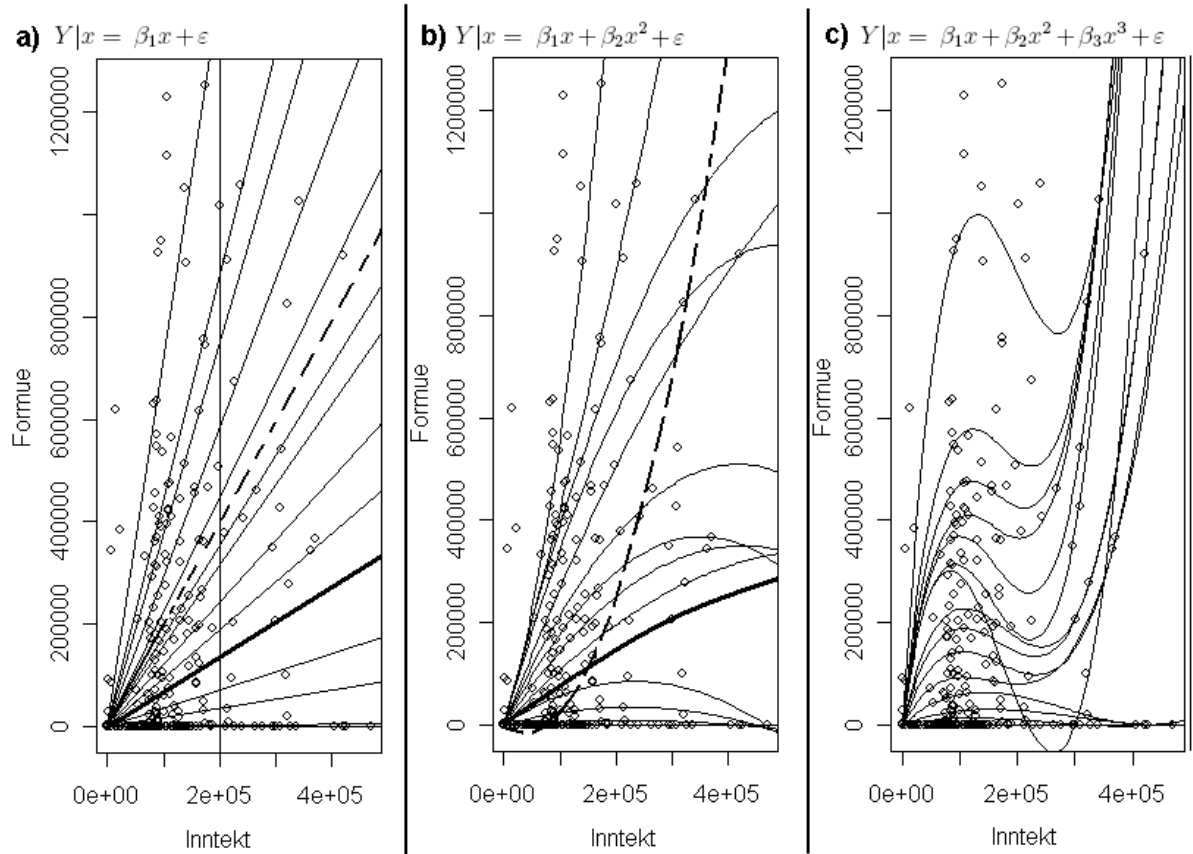 a) Y|x = β₁x + ε
b) Y|x = β₁x + β₂x² + ε
c) Y|x = β₁x + β₂x² + β₃x³ + ε
Formue
1200000
800000
600000
400000
200000
0
0e+00 2e+05 4e+05
Inntekt
Formue
1200000
800000
600000
400000
200000
0
0e+00 2e+05 4e+05
Inntekt
Formue
1200000
800000
600000
400000
200000
0
0e+00 2e+05 4e+05
Inntekt